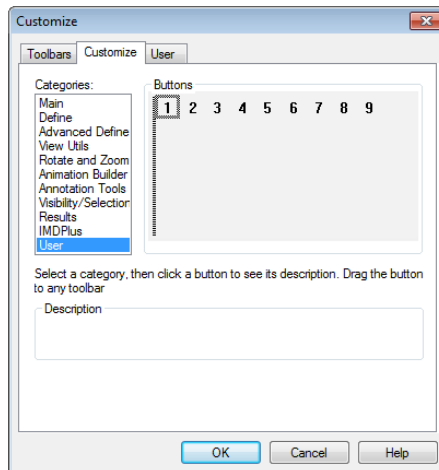 Customize
Toolbars Customize User
Categories:
Main
Define
Advanced Define
View Utils
Rotate and Zoom
Animation Builder
Annotation Tools
Visibility/Selection
Results
IMDPlus
User
Buttons
1 2 3 4 5 6 7 8 9
Select a category, then click a button to see its description. Drag the button
to any toolbar
Description
OK Cancel Help